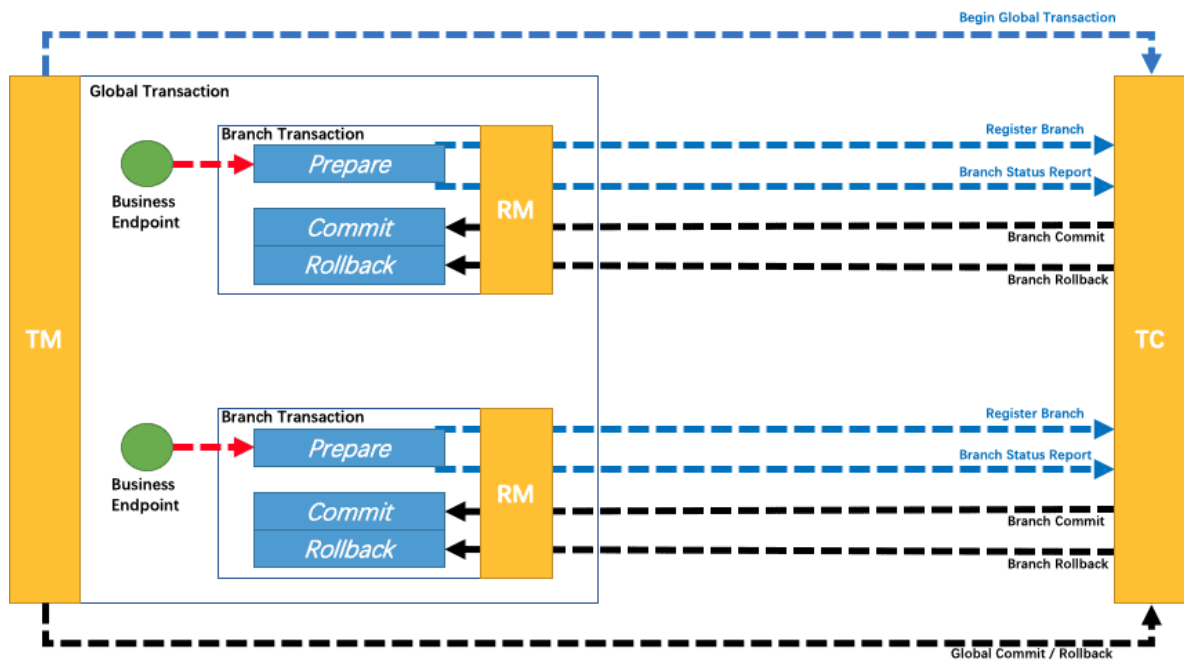 Begin Global Transaction
Global Transaction
Branch Transaction
Register Branch
Prepare
Branch Status Report
Business
Endpoint
RM
Commit
Branch Commit
Rollback
Branch Rollback
TM
TC
Branch Transaction
Register Branch
Prepare
Branch Status Report
Business
Endpoint
RM
Commit
Branch Commit
Rollback
Branch Rollback
Global Commit / Rollback